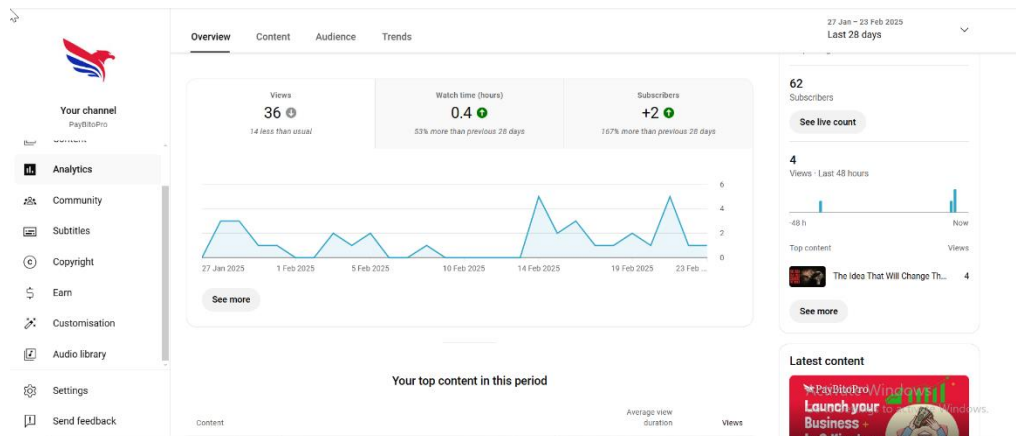 Your channel
PayBitoPro
Content
Analytics
Community
Subtitles
Copyright
Earn
Customisation
Audio library
Settings
Send feedback
Overview Content Audience Trends
27 Jan – 23 Feb 2025
Last 28 days
Views
36
14 less than usual
Watch time (hours)
0.4
53% more than previous 28 days
Subscribers
+2
167% more than previous 28 days
6
4
2
0
27 Jan 2025 1 Feb 2025 5 Feb 2025 10 Feb 2025 14 Feb 2025 19 Feb 2025 23 Feb ...
See more
Your top content in this period
Content Average view duration Views
62
Subscribers
See live count
4
Views · Last 48 hours
-48 h Now
Top content Views
The Idea That Will Change Th... 4
See more
Latest content
PayBitoPro
Launch your
Business +
Activate Windows